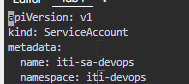 apiVersion: v1
kind: ServiceAccount
metadata:
  name: iti-sa-devops
  namespace: iti-devops